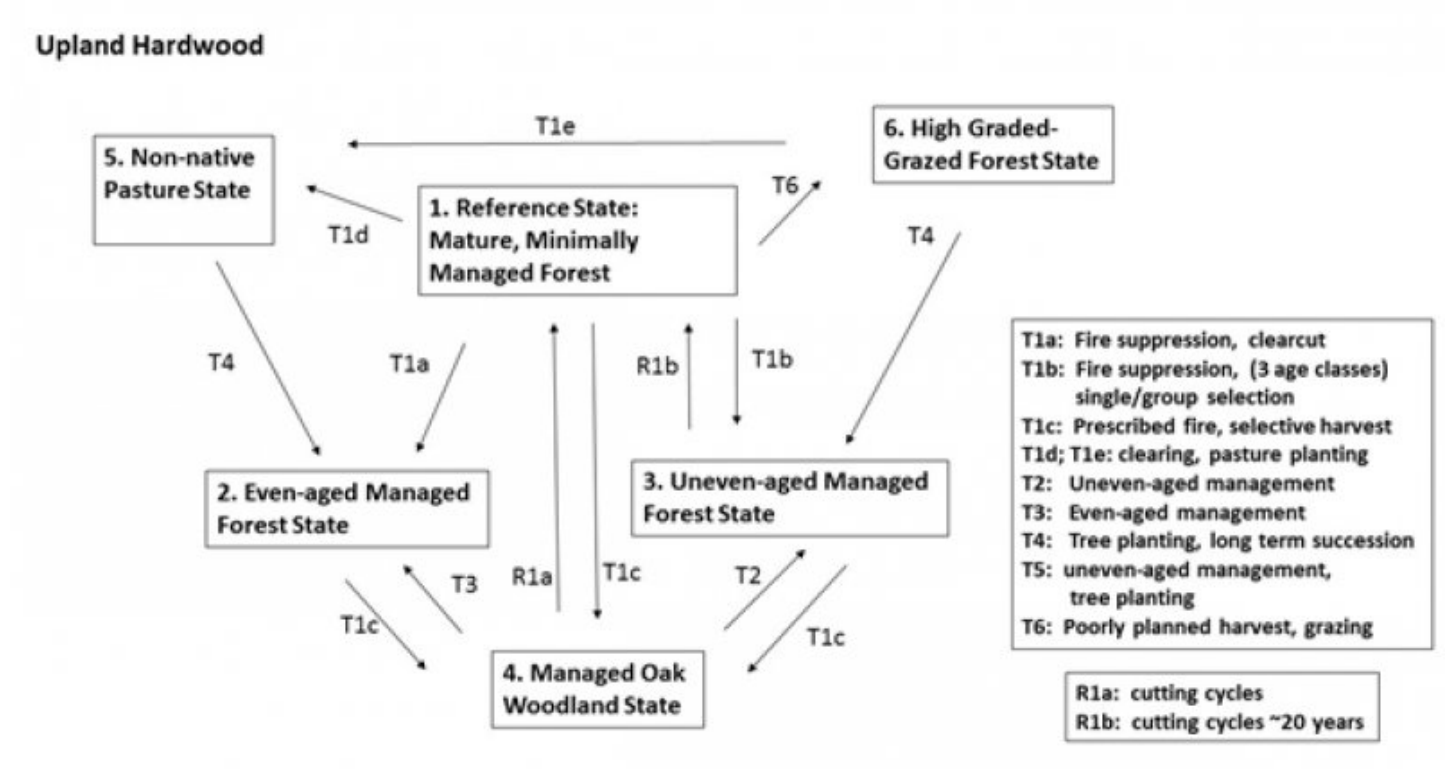 Upland Hardwood
T1e
6. High Graded-
Grazed Forest State
5. Non-native
Pasture State
T1d
1. Reference State:
Mature, Minimally
Managed Forest
T6
T4
T4
T1a
R1b
T1b
2. Even-aged Managed
Forest State
3. Uneven-aged Managed
Forest State
T1c
T3
R1a
T1c
T2
T1c
4. Managed Oak
Woodland State
T1a: Fire suppression, clearcut
T1b: Fire suppression, (3 age classes)
single/group selection
T1c: Prescribed fire, selective harvest
T1d; T1e: clearing, pasture planting
T2: Uneven-aged management
T3: Even-aged management
T4: Tree planting, long term succession
T5: uneven-aged management,
tree planting
T6: Poorly planned harvest, grazing
R1a: cutting cycles
R1b: cutting cycles ~20 years